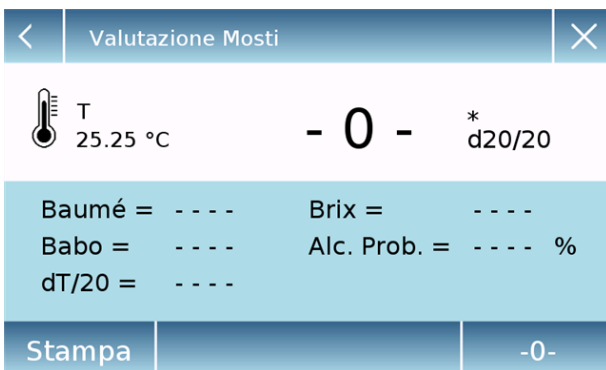 Valutazione Mosti
T
25.25 °C
- 0 -
*
d20/20
Baumé = - - - -
Brix = - - - -
Babo = - - - -
Alc. Prob. = - - - - %
dT/20 = - - - -
Stampa
-0-